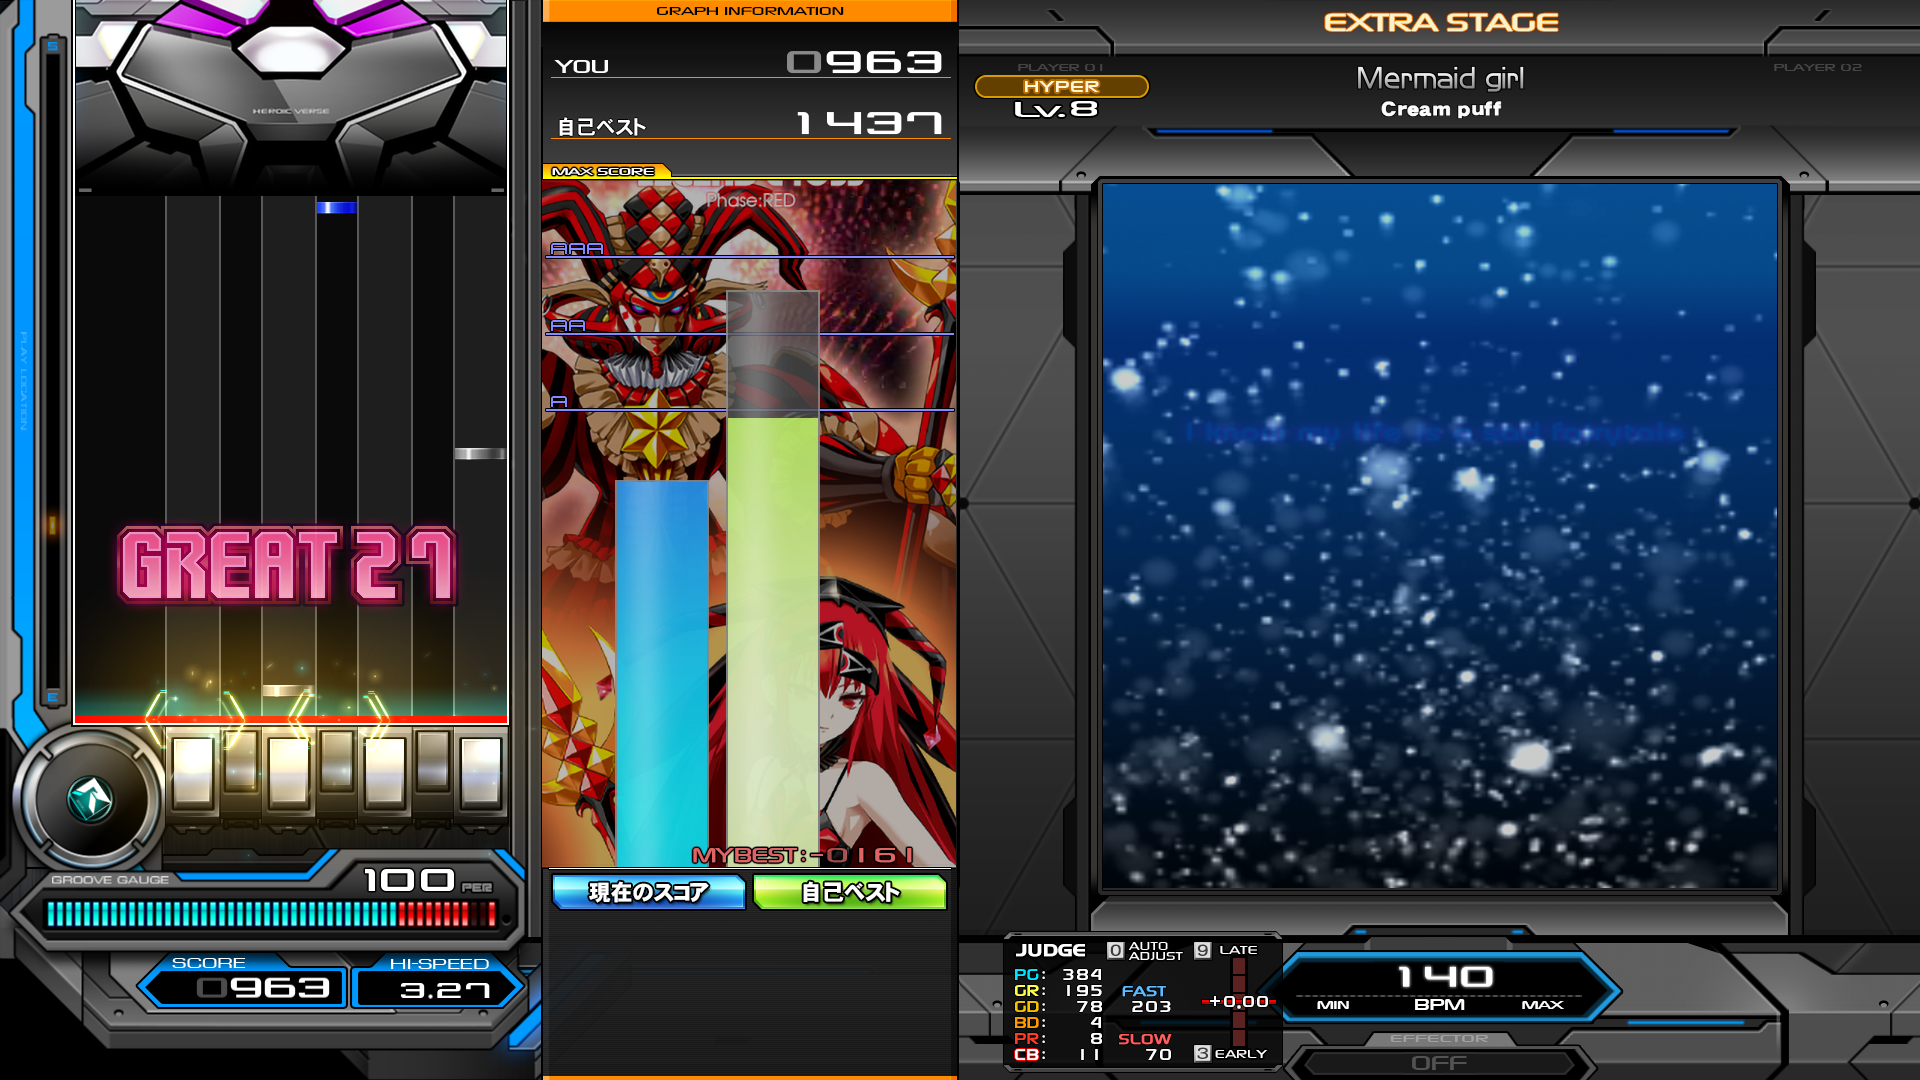 S
PLAY LOCATION
E
HEROIC VERSE
GREAT 27
GROOVE GAUGE
100 PER
SCORE
0963
HI-SPEED
3.27
GRAPH INFORMATION
YOU 0963
自己ベスト 1437
MAX SCORE
Phase:RED
AAA
AA
A
MYBEST:-0161
現在のスコア 自己ベスト
EXTRA STAGE
PLAYER 01
PLAYER 02
HYPER
Lv.8
Mermaid girl
Cream puff
JUDGE
PG: 384
GR: 195
GD: 78
BD: 4
PR: 8
CB: 11
FAST
203
SLOW
70
0 AUTO ADJUST
9 LATE
+0.00
3 EARLY
140
MIN BPM MAX
EFFECTOR
OFF